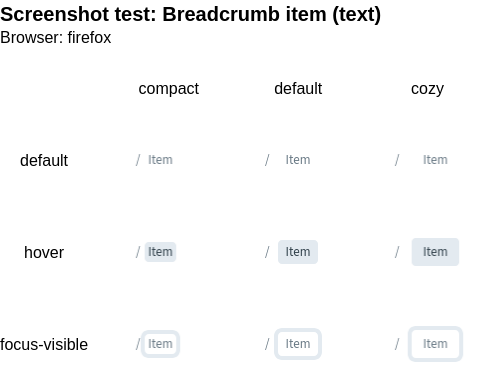 Screenshot test: Breadcrumb item (text)
Browser: firefox
compact default cozy
default / Item / Item / Item
hover / Item / Item / Item
focus-visible / Item / Item / Item